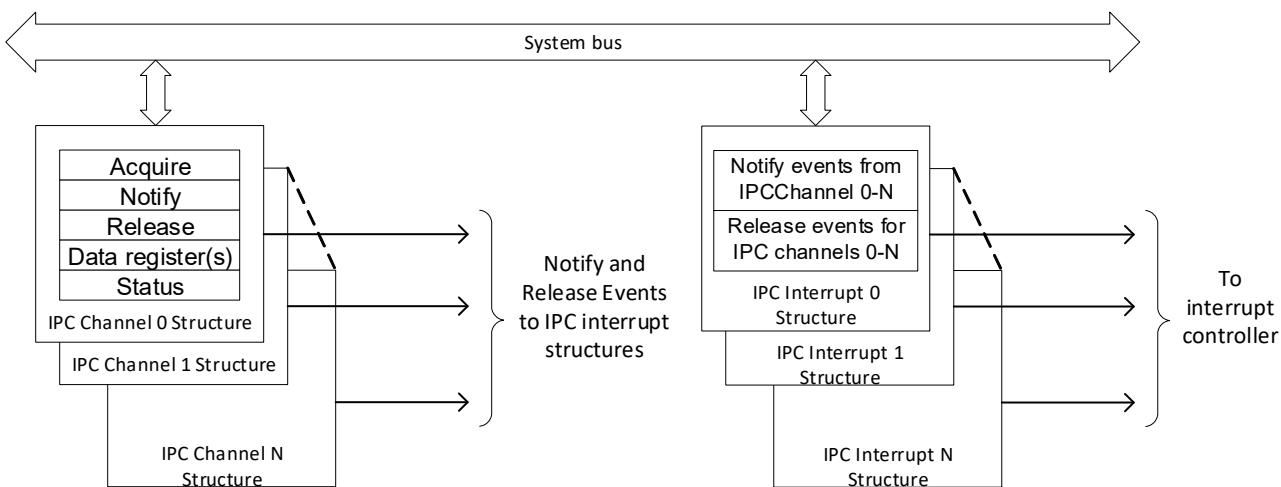 System bus
Acquire
Notify
Release
Data register(s)
Status
IPC Channel 0 Structure
IPC Channel 1 Structure
IPC Channel N
Structure
Notify and
Release Events
to IPC interrupt
structures
Notify events from
IPCChannel 0-N
Release events for
IPC channels 0-N
IPC Interrupt 0
Structure
IPC Interrupt 1
Structure
IPC Interrupt N
Structure
To
interrupt
controller